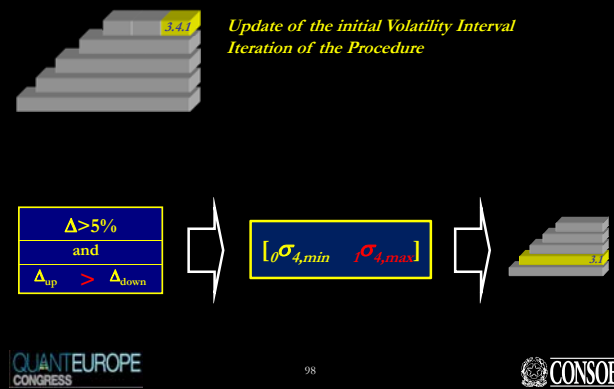 3.4.1
Update of the initial Volatility Interval
Iteration of the Procedure
Δ>5%
and
Δup > Δdown
[0σ4,min 1σ4,max]
3.1
QUANTEUROPE
CONGRESS
98
CONSOB